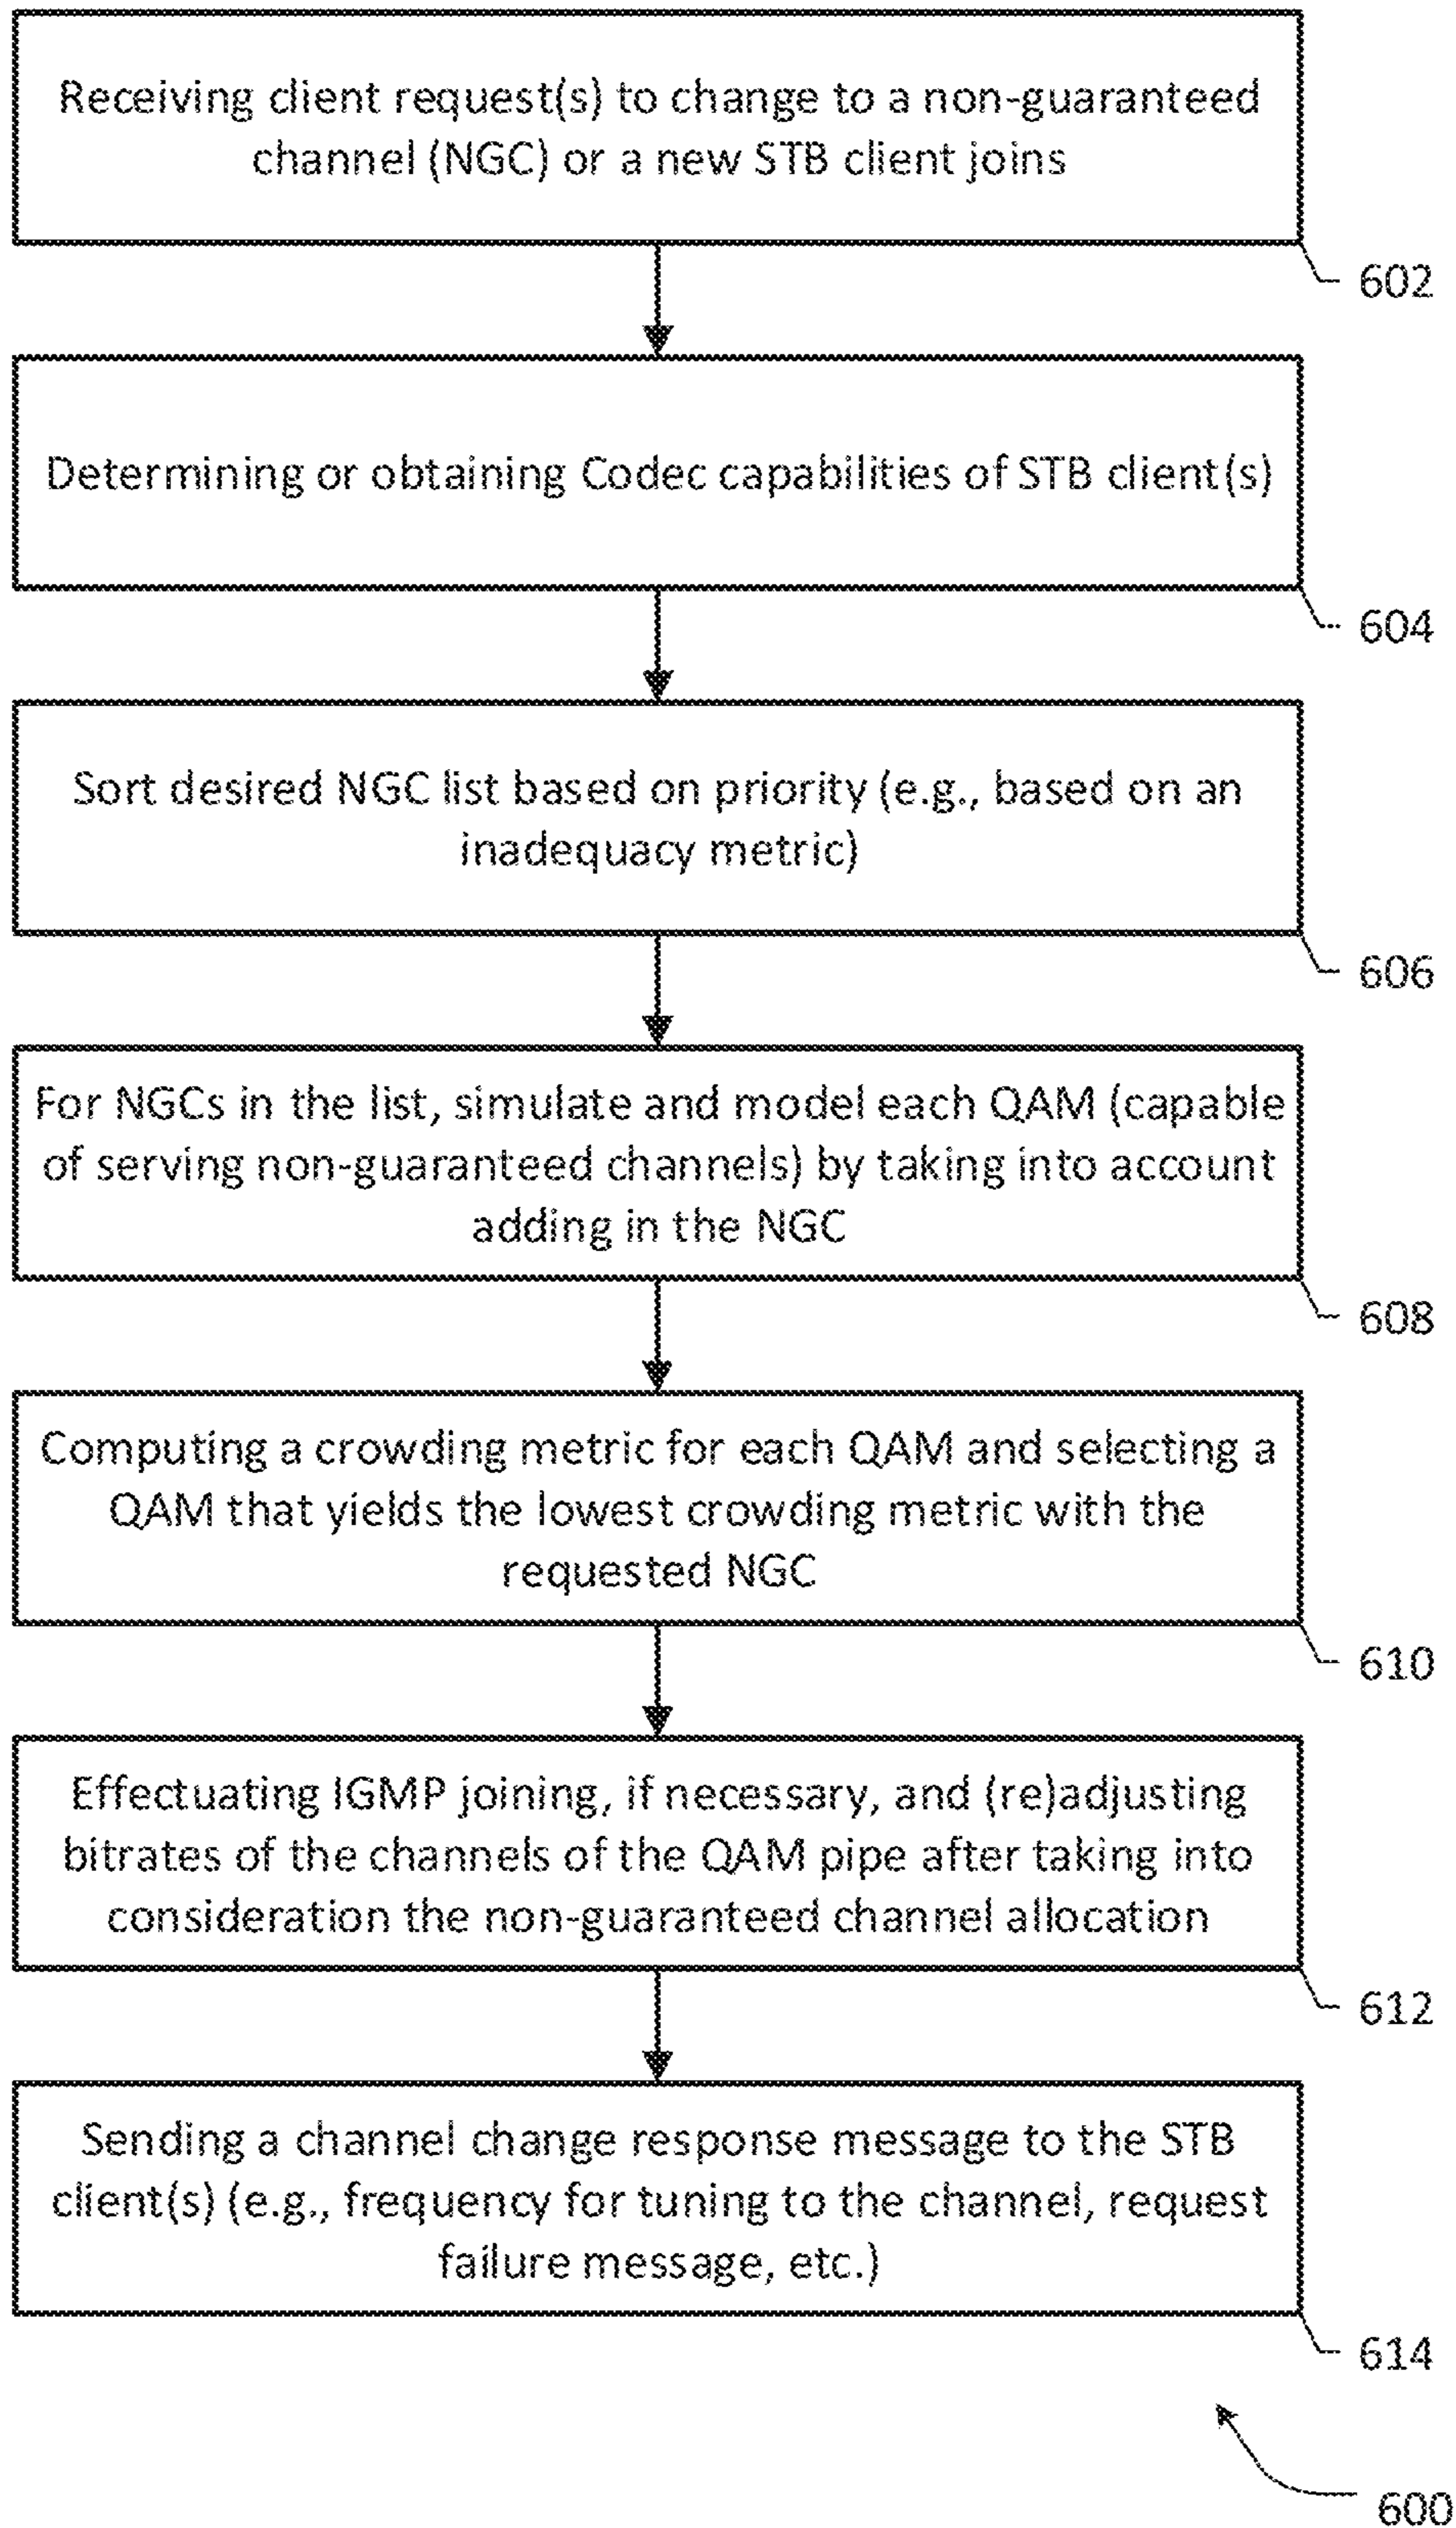 Receiving client request(s) to change to a non-guaranteed
channel (NGC) or a new STB client joins
602
Determining or obtaining Codec capabilities of STB client(s)
604
Sort desired NGC list based on priority (e.g., based on an
inadequacy metric)
606
For NGCs in the list, simulate and model each QAM (capable
of serving non-guaranteed channels) by taking into account
adding in the NGC
608
Computing a crowding metric for each QAM and selecting a
QAM that yields the lowest crowding metric with the
requested NGC
610
Effectuating IGMP joining, if necessary, and (re)adjusting
bitrates of the channels of the QAM pipe after taking into
consideration the non-guaranteed channel allocation
612
Sending a channel change response message to the STB
client(s) (e.g., frequency for tuning to the channel, request
failure message, etc.)
614
600